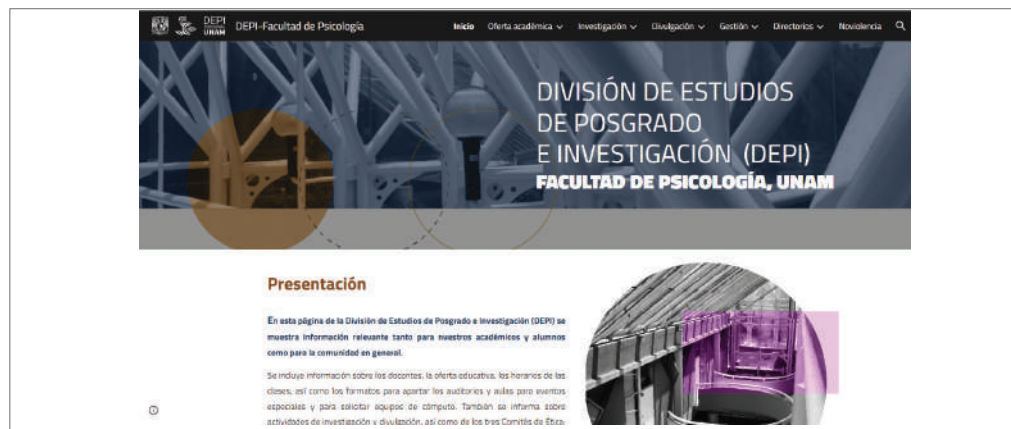 DEPI
UNAM
DEPI-Facultad de Psicología
Inicio Oferta académica Investigación Divulgación Gestión Directorios Noviolencia
DIVISIÓN DE ESTUDIOS
DE POSGRADO
E INVESTIGACIÓN (DEPI)
FACULTAD DE PSICOLOGÍA, UNAM
Presentación
En esta página de la División de Estudios de Posgrado e Investigación (DEPI) se
muestra información relevante tanto para nuestros académicos y alumnos
como para la comunidad en general.
Se incluye información sobre los docentes, la oferta educativa, los horarios de las
clases, así como los formatos para apartar los auditorios y aulas para eventos
especiales y para solicitar equipos de cómputo. También se informa sobre
actividades de investigación y divulgación, así como de los tres Comités de Ética: